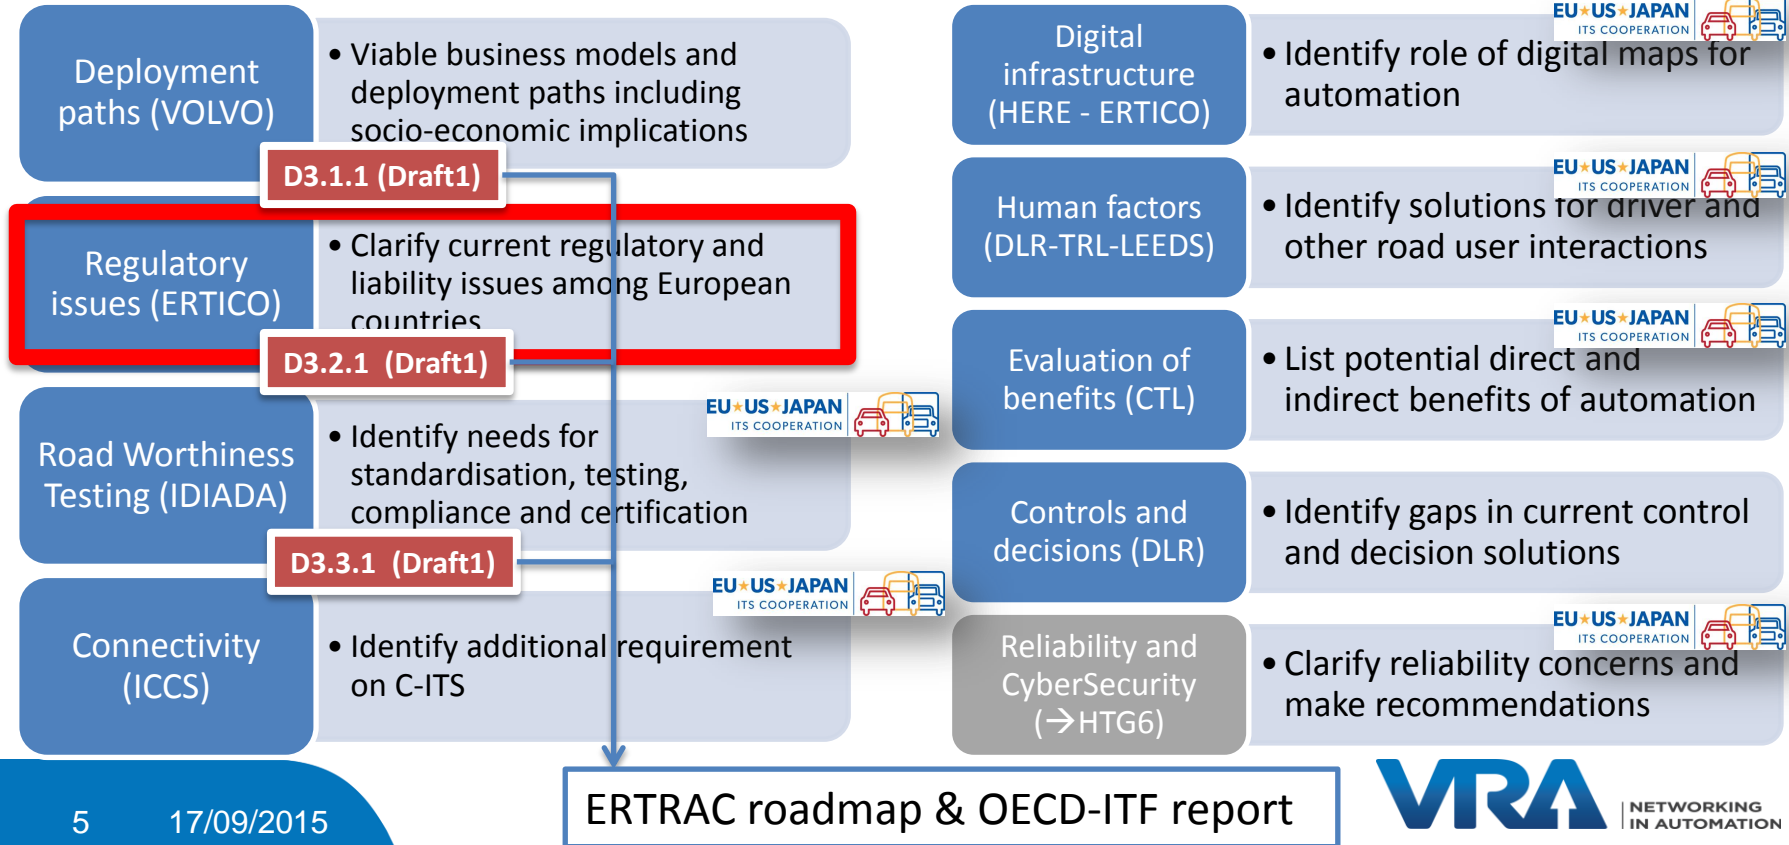 Deployment
paths (VOLVO)
• Viable business models and
deployment paths including
socio-economic implications
D3.1.1 (Draft1)
Regulatory
issues (ERTICO)
• Clarify current regulatory and
liability issues among European
countries
D3.2.1 (Draft1)
Road Worthiness
Testing (IDIADA)
• Identify needs for
standardisation, testing,
compliance and certification
EU★US★JAPAN
ITS COOPERATION
D3.3.1 (Draft1)
Connectivity
(ICCS)
• Identify additional requirement
on C-ITS
EU★US★JAPAN
ITS COOPERATION
Digital
infrastructure
(HERE - ERTICO)
• Identify role of digital maps for
automation
EU★US★JAPAN
ITS COOPERATION
Human factors
(DLR-TRL-LEEDS)
• Identify solutions for driver and
other road user interactions
EU★US★JAPAN
ITS COOPERATION
Evaluation of
benefits (CTL)
• List potential direct and
indirect benefits of automation
EU★US★JAPAN
ITS COOPERATION
Controls and
decisions (DLR)
• Identify gaps in current control
and decision solutions
Reliability and
CyberSecurity
(→HTG6)
• Clarify reliability concerns and
make recommendations
EU★US★JAPAN
ITS COOPERATION
5 17/09/2015
ERTRAC roadmap & OECD-ITF report
VRA
NETWORKING
IN AUTOMATION